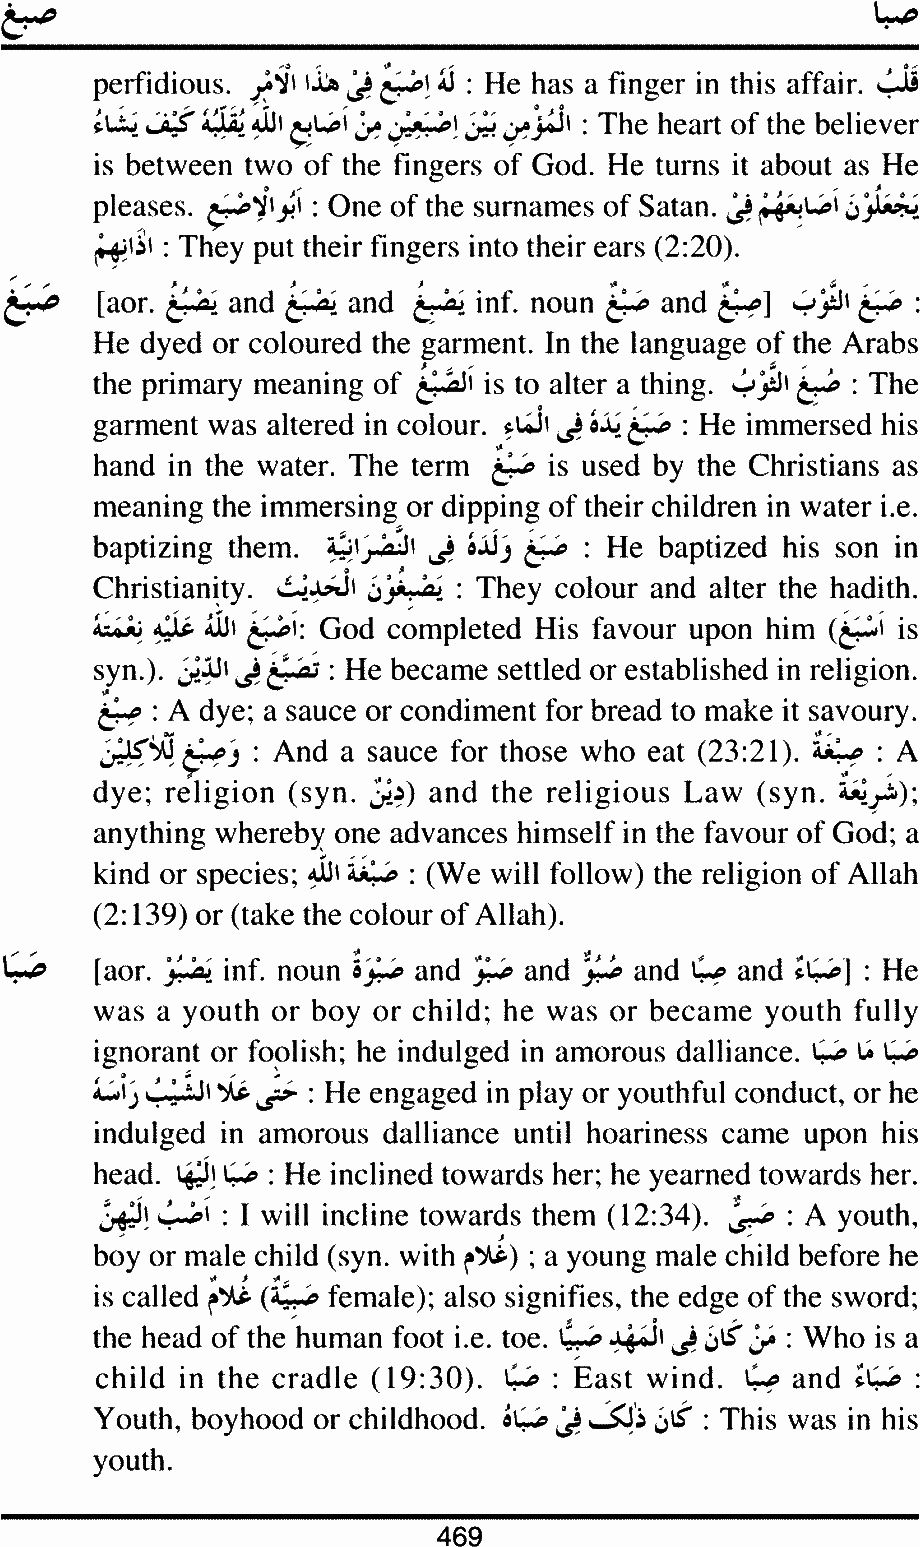 صبغ صبا
perfidious. لَهُ اِصْبَعٌ فِیْ هٰذَا الْاَمْرِ : He has a finger in this affair. قَلْبُ
الْمُؤْمِنِ بَیْنَ اِصْبَعَیْنِ مِنْ اَصَابِعِ اللّٰهِ یُقَلِّبُهُ کَیْفَ یَشَاءُ : The heart of the believer
is between two of the fingers of God. He turns it about as He
pleases. اَبُو الْاِصْبَعِ : One of the surnames of Satan. یَجْعَلُوْنَ اَصَابِعَهُمْ فِیْ
اٰذَانِهِمْ : They put their fingers into their ears (2:20).
صَبَغَ [aor. یَصْبُغُ and یَصْبَغُ and یَصْبِغُ inf. noun صَبْغٌ and صِبْغٌ] صَبَغَ الثَّوْبَ :
He dyed or coloured the garment. In the language of the Arabs
the primary meaning of اَلصَّبْغُ is to alter a thing. صُبِغَ الثَّوْبُ : The
garment was altered in colour. صَبَغَ یَدَهُ فِی الْمَاءِ : He immersed his
hand in the water. The term صَبْغٌ is used by the Christians as
meaning the immersing or dipping of their children in water i.e.
baptizing them. صَبَغَ وَلَدَهُ فِی النَّصْرَانِیَّةِ : He baptized his son in
Christianity. یَصْبِغُوْنَ الْحَدِیْثَ : They colour and alter the hadith.
اَصْبَغَ اللّٰهُ عَلَیْهِ نِعْمَتَهُ: God completed His favour upon him (اَسْبَغَ is
syn.). تَصَبَّغَ فِی الدِّیْنِ : He became settled or established in religion.
صِبْغٌ : A dye; a sauce or condiment for bread to make it savoury.
وَصِبْغٍ لِّلْاٰکِلِیْنَ : And a sauce for those who eat (23:21). صِبْغَةٌ : A
dye; religion (syn. دِیْنٌ) and the religious Law (syn. شَرِیْعَةٌ);
anything whereby one advances himself in the favour of God; a
kind or species; صِبْغَةَ اللّٰهِ : (We will follow) the religion of Allah
(2:139) or (take the colour of Allah).
صَبَا [aor. یَصْبُوْ inf. noun صَبْوَةٌ and صَبْوٌ and صُبُوٌّ and صِبًا and صَبَاءٌ] : He
was a youth or boy or child; he was or became youth fully
ignorant or foolish; he indulged in amorous dalliance. صَبَا مَا صَبَا
حَتّٰی عَلَا الشَّیْبُ رَاْسَهُ : He engaged in play or youthful conduct, or he
indulged in amorous dalliance until hoariness came upon his
head. صَبَا اِلَیْهَا : He inclined towards her; he yearned towards her.
اَصْبُ اِلَیْهِنَّ : I will incline towards them (12:34). صَبِیٌّ : A youth,
boy or male child (syn. with غُلام) ; a young male child before he
is called غُلامٌ (صَبِیَّةٌ female); also signifies, the edge of the sword;
the head of the human foot i.e. toe. مَنْ کَانَ فِی الْمَهْدِ صَبِیًّا : Who is a
child in the cradle (19:30). صَبًا : East wind. صِبًا and صَبَاءٌ :
Youth, boyhood or childhood. کَانَ ذٰلِکَ فِیْ صَبَاهُ : This was in his
youth.
469